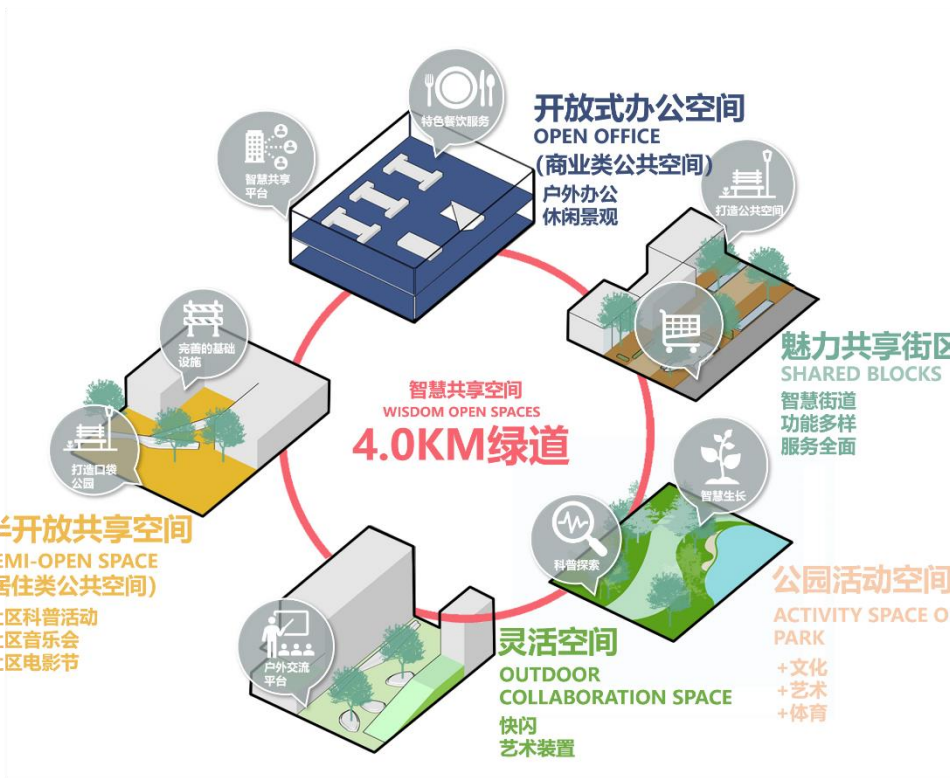 特色餐饮服务
开放式办公空间
OPEN OFFICE
(商业类公共空间)
户外办公
休闲景观
智慧共享
平台
打造公共空间
完善的基础
设施
魅力共享街区
SHARED BLOCKS
智慧街道
功能多样
服务全面
智慧共享空间
WISDOM OPEN SPACES
4.0KM绿道
打造口袋
公园
智慧生长
科普探索
半开放共享空间
EMI-OPEN SPACE
居住类公共空间)
区科普活动
区音乐会
区电影节
公园活动空间
ACTIVITY SPACE O
PARK
+文化
+艺术
+体育
户外交流
平台
灵活空间
OUTDOOR
COLLABORATION SPACE
快闪
艺术装置